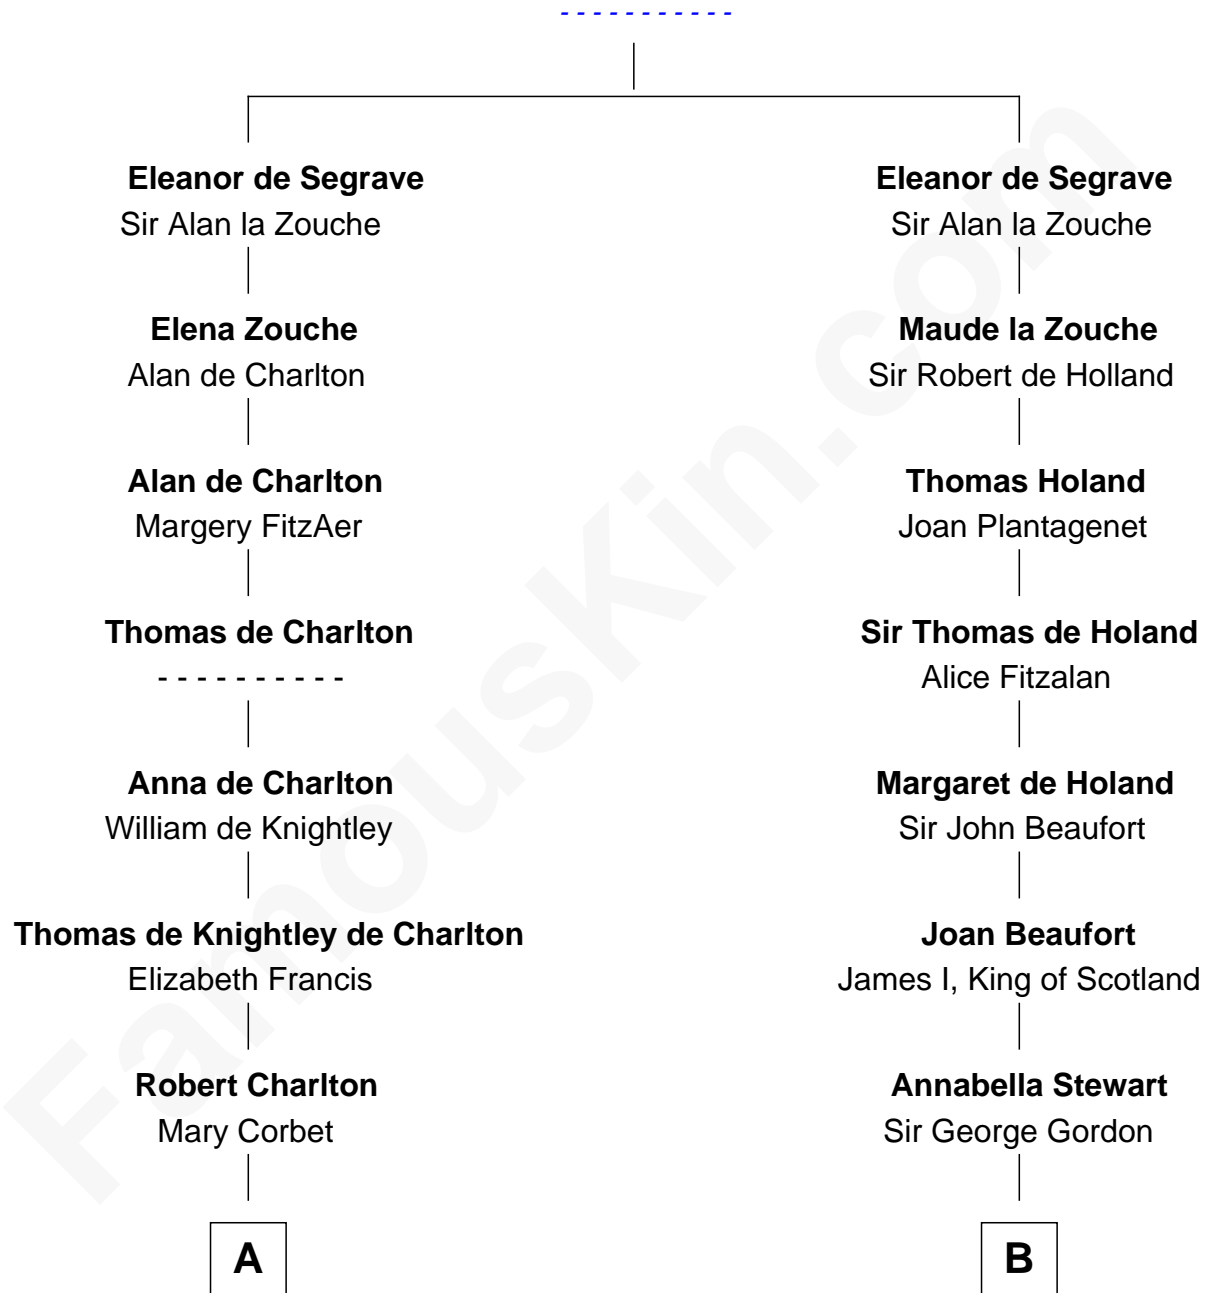 - - - - - - - - - - -
Eleanor de Segrave
Sir Alan la Zouche
Elena Zouche
Alan de Charlton
Alan de Charlton
Margery FitzAer
Thomas de Charlton
- - - - - - - - - -
Anna de Charlton
William de Knightley
Thomas de Knightley de Charlton
Elizabeth Francis
Robert Charlton
Mary Corbet
A
Eleanor de Segrave
Sir Alan la Zouche
Maude la Zouche
Sir Robert de Holland
Thomas Holand
Joan Plantagenet
Sir Thomas de Holand
Alice Fitzalan
Margaret de Holand
Sir John Beaufort
Joan Beaufort
James I, King of Scotland
Annabella Stewart
Sir George Gordon
B
FamousKin.com